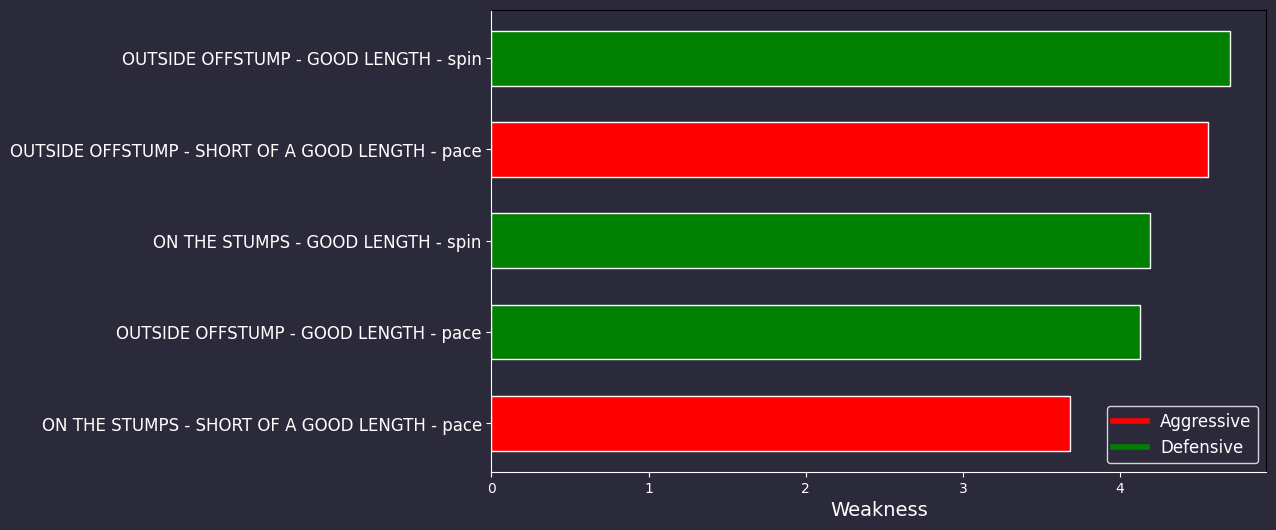 OUTSIDE OFFSTUMP - GOOD LENGTH - spin
OUTSIDE OFFSTUMP - SHORT OF A GOOD LENGTH - pace
ON THE STUMPS - GOOD LENGTH - spin
OUTSIDE OFFSTUMP - GOOD LENGTH - pace
ON THE STUMPS - SHORT OF A GOOD LENGTH - pace
Aggressive
Defensive
0 1 2 3 4
Weakness